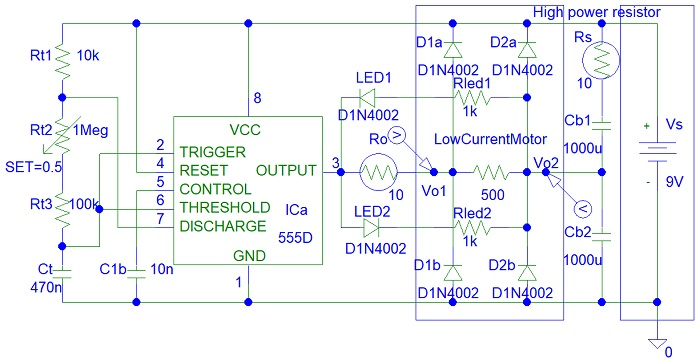 High power resistor
Rt1
10k
D1a
D2a
Rs
D1N4002
D1N4002
10
LED1
Rled1
D1N4002
1k
8
VCC
Rt2
1Meg
SET=0.5
Ro
V
LowCurrentMotor
Cb1
1000u
Vs
+
-
9V
2
TRIGGER
4
RESET
OUTPUT
3
5
CONTROL
6
THRESHOLD
ICa
7
DISCHARGE
555D
GND
1
10
Vo1
500
Vo2
V
Rt3
100k
LED2
Rled2
D1N4002
1k
Cb2
1000u
Ct
470n
C1b
10n
D1b
D2b
D1N4002
D1N4002
0